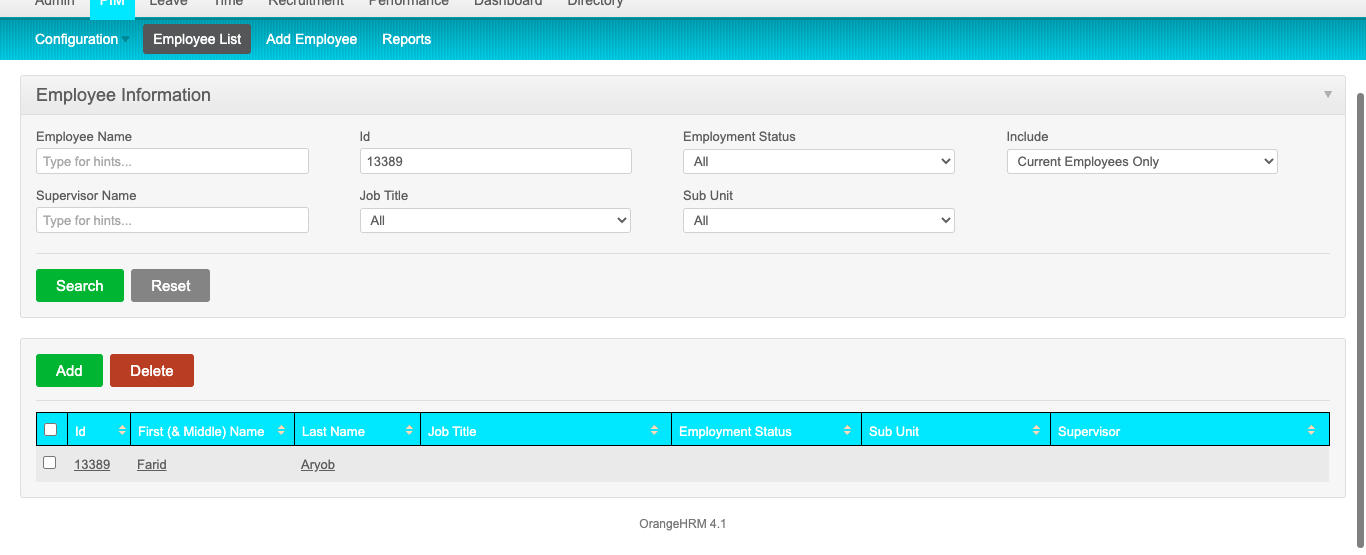 Admin PIM Leave Time Recruitment Performance Dashboard Directory
Configuration Employee List Add Employee Reports
Employee Information
Employee Name Id Employment Status Include
Type for hints... 13389 All Current Employees Only
Supervisor Name Job Title Sub Unit
Type for hints... All All
Search Reset
Add Delete
Id First (& Middle) Name Last Name Job Title Employment Status Sub Unit Supervisor
13389 Farid Aryob
OrangeHRM 4.1